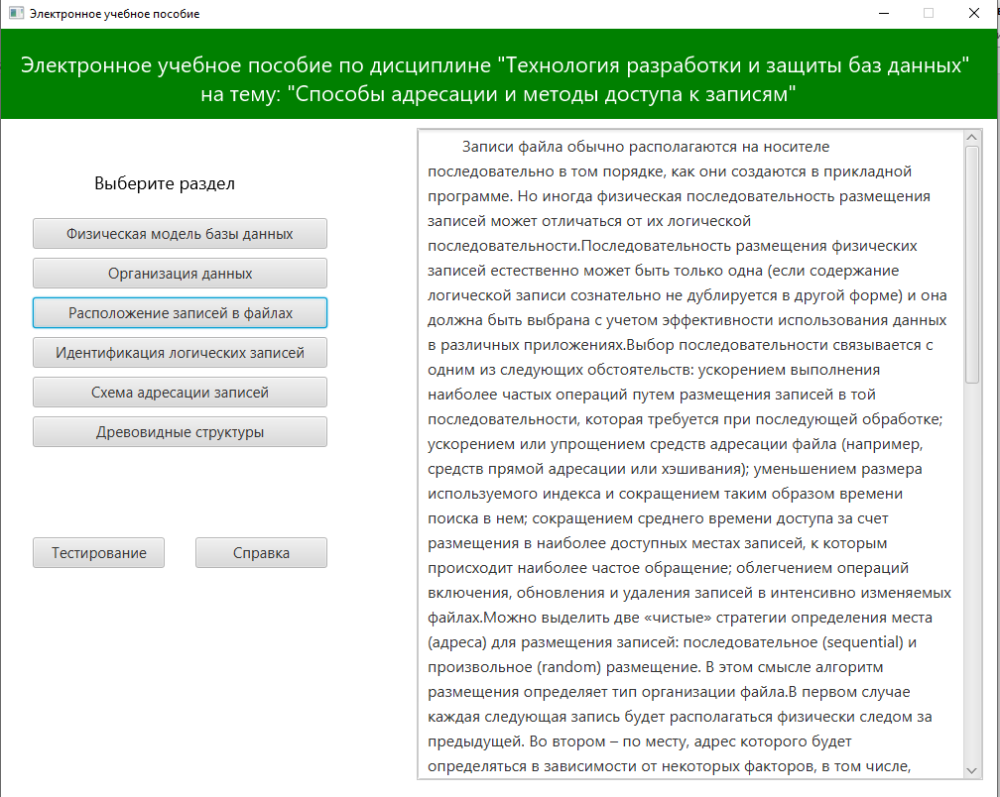 Электронное учебное пособие
Электронное учебное пособие по дисциплине "Технология разработки и защиты баз данных"
на тему: "Способы адресации и методы доступа к записям"
Выберите раздел
Физическая модель базы данных
Организация данных
Расположение записей в файлах
Идентификация логических записей
Схема адресации записей
Древовидные структуры
Тестирование
Справка
Записи файла обычно располагаются на носителе
последовательно в том порядке, как они создаются в прикладной
программе. Но иногда физическая последовательность размещения
записей может отличаться от их логической
последовательности.Последовательность размещения физических
записей естественно может быть только одна (если содержание
логической записи сознательно не дублируется в другой форме) и она
должна быть выбрана с учетом эффективности использования данных
в различных приложениях.Выбор последовательности связывается с
одним из следующих обстоятельств: ускорением выполнения
наиболее частых операций путем размещения записей в той
последовательности, которая требуется при последующей обработке;
ускорением или упрощением средств адресации файла (например,
средств прямой адресации или хэшивания); уменьшением размера
используемого индекса и сокращением таким образом времени
поиска в нем; сокращением среднего времени доступа за счет
размещения в наиболее доступных местах записей, к которым
происходит наиболее частое обращение; облегчением операций
включения, обновления и удаления записей в интенсивно изменяемых
файлах.Можно выделить две «чистые» стратегии определения места
(адреса) для размещения записей: последовательное (sequential) и
произвольное (random) размещение. В этом смысле алгоритм
размещения определяет тип организации файла.В первом случае
каждая следующая запись будет располагаться физически следом за
предыдущей. Во втором – по месту, адрес которого будет
определяться в зависимости от некоторых факторов, в том числе,